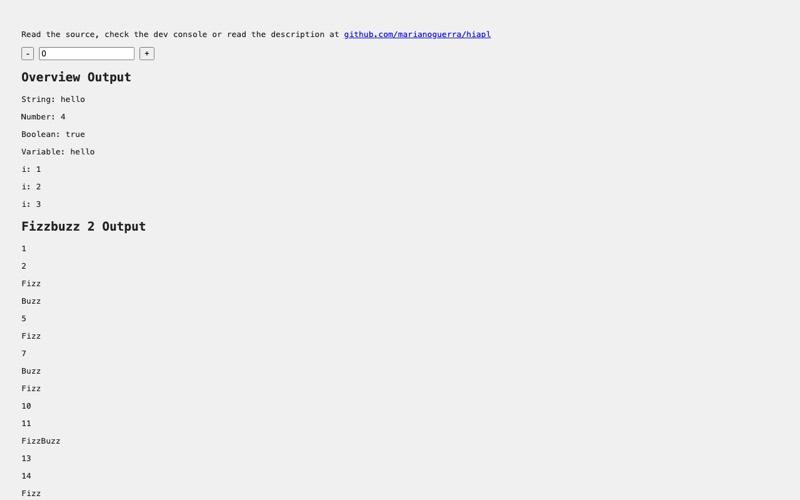 Read the source, check the dev console or read the description at github.com/marianoguerra/hiapl
- 0 +
Overview Output
String: hello
Number: 4
Boolean: true
Variable: hello
i: 1
i: 2
i: 3
Fizzbuzz 2 Output
1
2
Fizz
Buzz
5
Fizz
7
Buzz
Fizz
10
11
FizzBuzz
13
14
Fizz